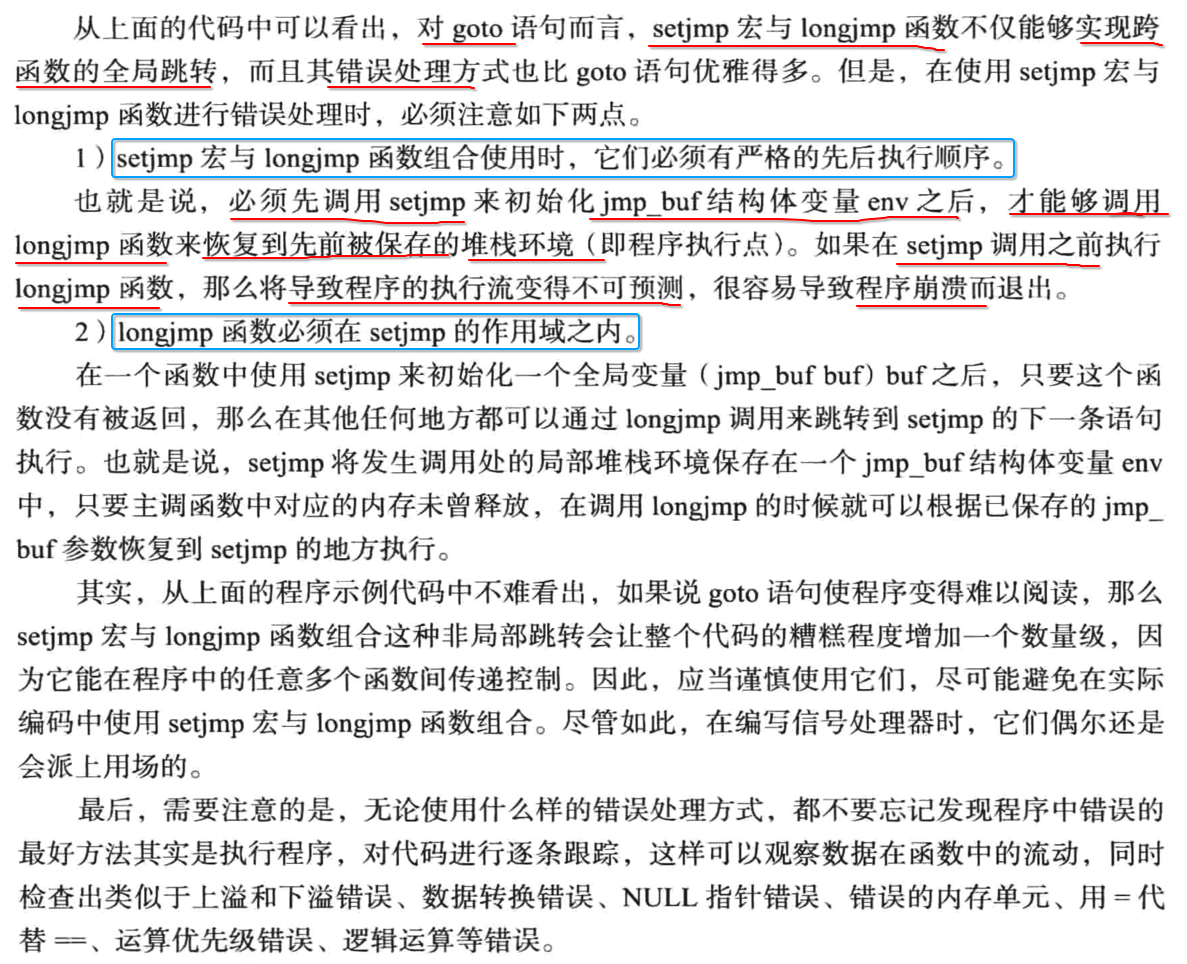 从上面的代码中可以看出，对 goto 语句而言，setjmp 宏与 longjmp 函数不仅能够实现跨
函数的全局跳转，而且其错误处理方式也比 goto 语句优雅得多。但是，在使用 setjmp 宏与
longjmp 函数进行错误处理时，必须注意如下两点。
1）setjmp 宏与 longjmp 函数组合使用时，它们必须有严格的先后执行顺序。
也就是说，必须先调用 setjmp 来初始化 jmp_buf 结构体变量 env 之后，才能够调用
longjmp 函数来恢复到先前被保存的堆栈环境（即程序执行点）。如果在 setjmp 调用之前执行
longjmp 函数，那么将导致程序的执行流变得不可预测，很容易导致程序崩溃而退出。
2）longjmp 函数必须在 setjmp 的作用域之内。
在一个函数中使用 setjmp 来初始化一个全局变量（jmp_buf buf）buf 之后，只要这个函
数没有被返回，那么在其他任何地方都可以通过 longjmp 调用来跳转到 setjmp 的下一条语句
执行。也就是说，setjmp 将发生调用处的局部堆栈环境保存在一个 jmp_buf 结构体变量 env
中，只要主调函数中对应的内存未曾释放，在调用 longjmp 的时候就可以根据已保存的 jmp_
buf 参数恢复到 setjmp 的地方执行。
其实，从上面的程序示例代码中不难看出，如果说 goto 语句使程序变得难以阅读，那么
setjmp 宏与 longjmp 函数组合这种非局部跳转会让整个代码的糟糕程度增加一个数量级，因
为它能在程序中的任意多个函数间传递控制。因此，应当谨慎使用它们，尽可能避免在实际
编码中使用 setjmp 宏与 longjmp 函数组合。尽管如此，在编写信号处理器时，它们偶尔还是
会派上用场的。
最后，需要注意的是，无论使用什么样的错误处理方式，都不要忘记发现程序中错误的
最好方法其实是执行程序，对代码进行逐条跟踪，这样可以观察数据在函数中的流动，同时
检查出类似于上溢和下溢错误、数据转换错误、NULL 指针错误、错误的内存单元、用 = 代
替 ==、运算优先级错误、逻辑运算等错误。